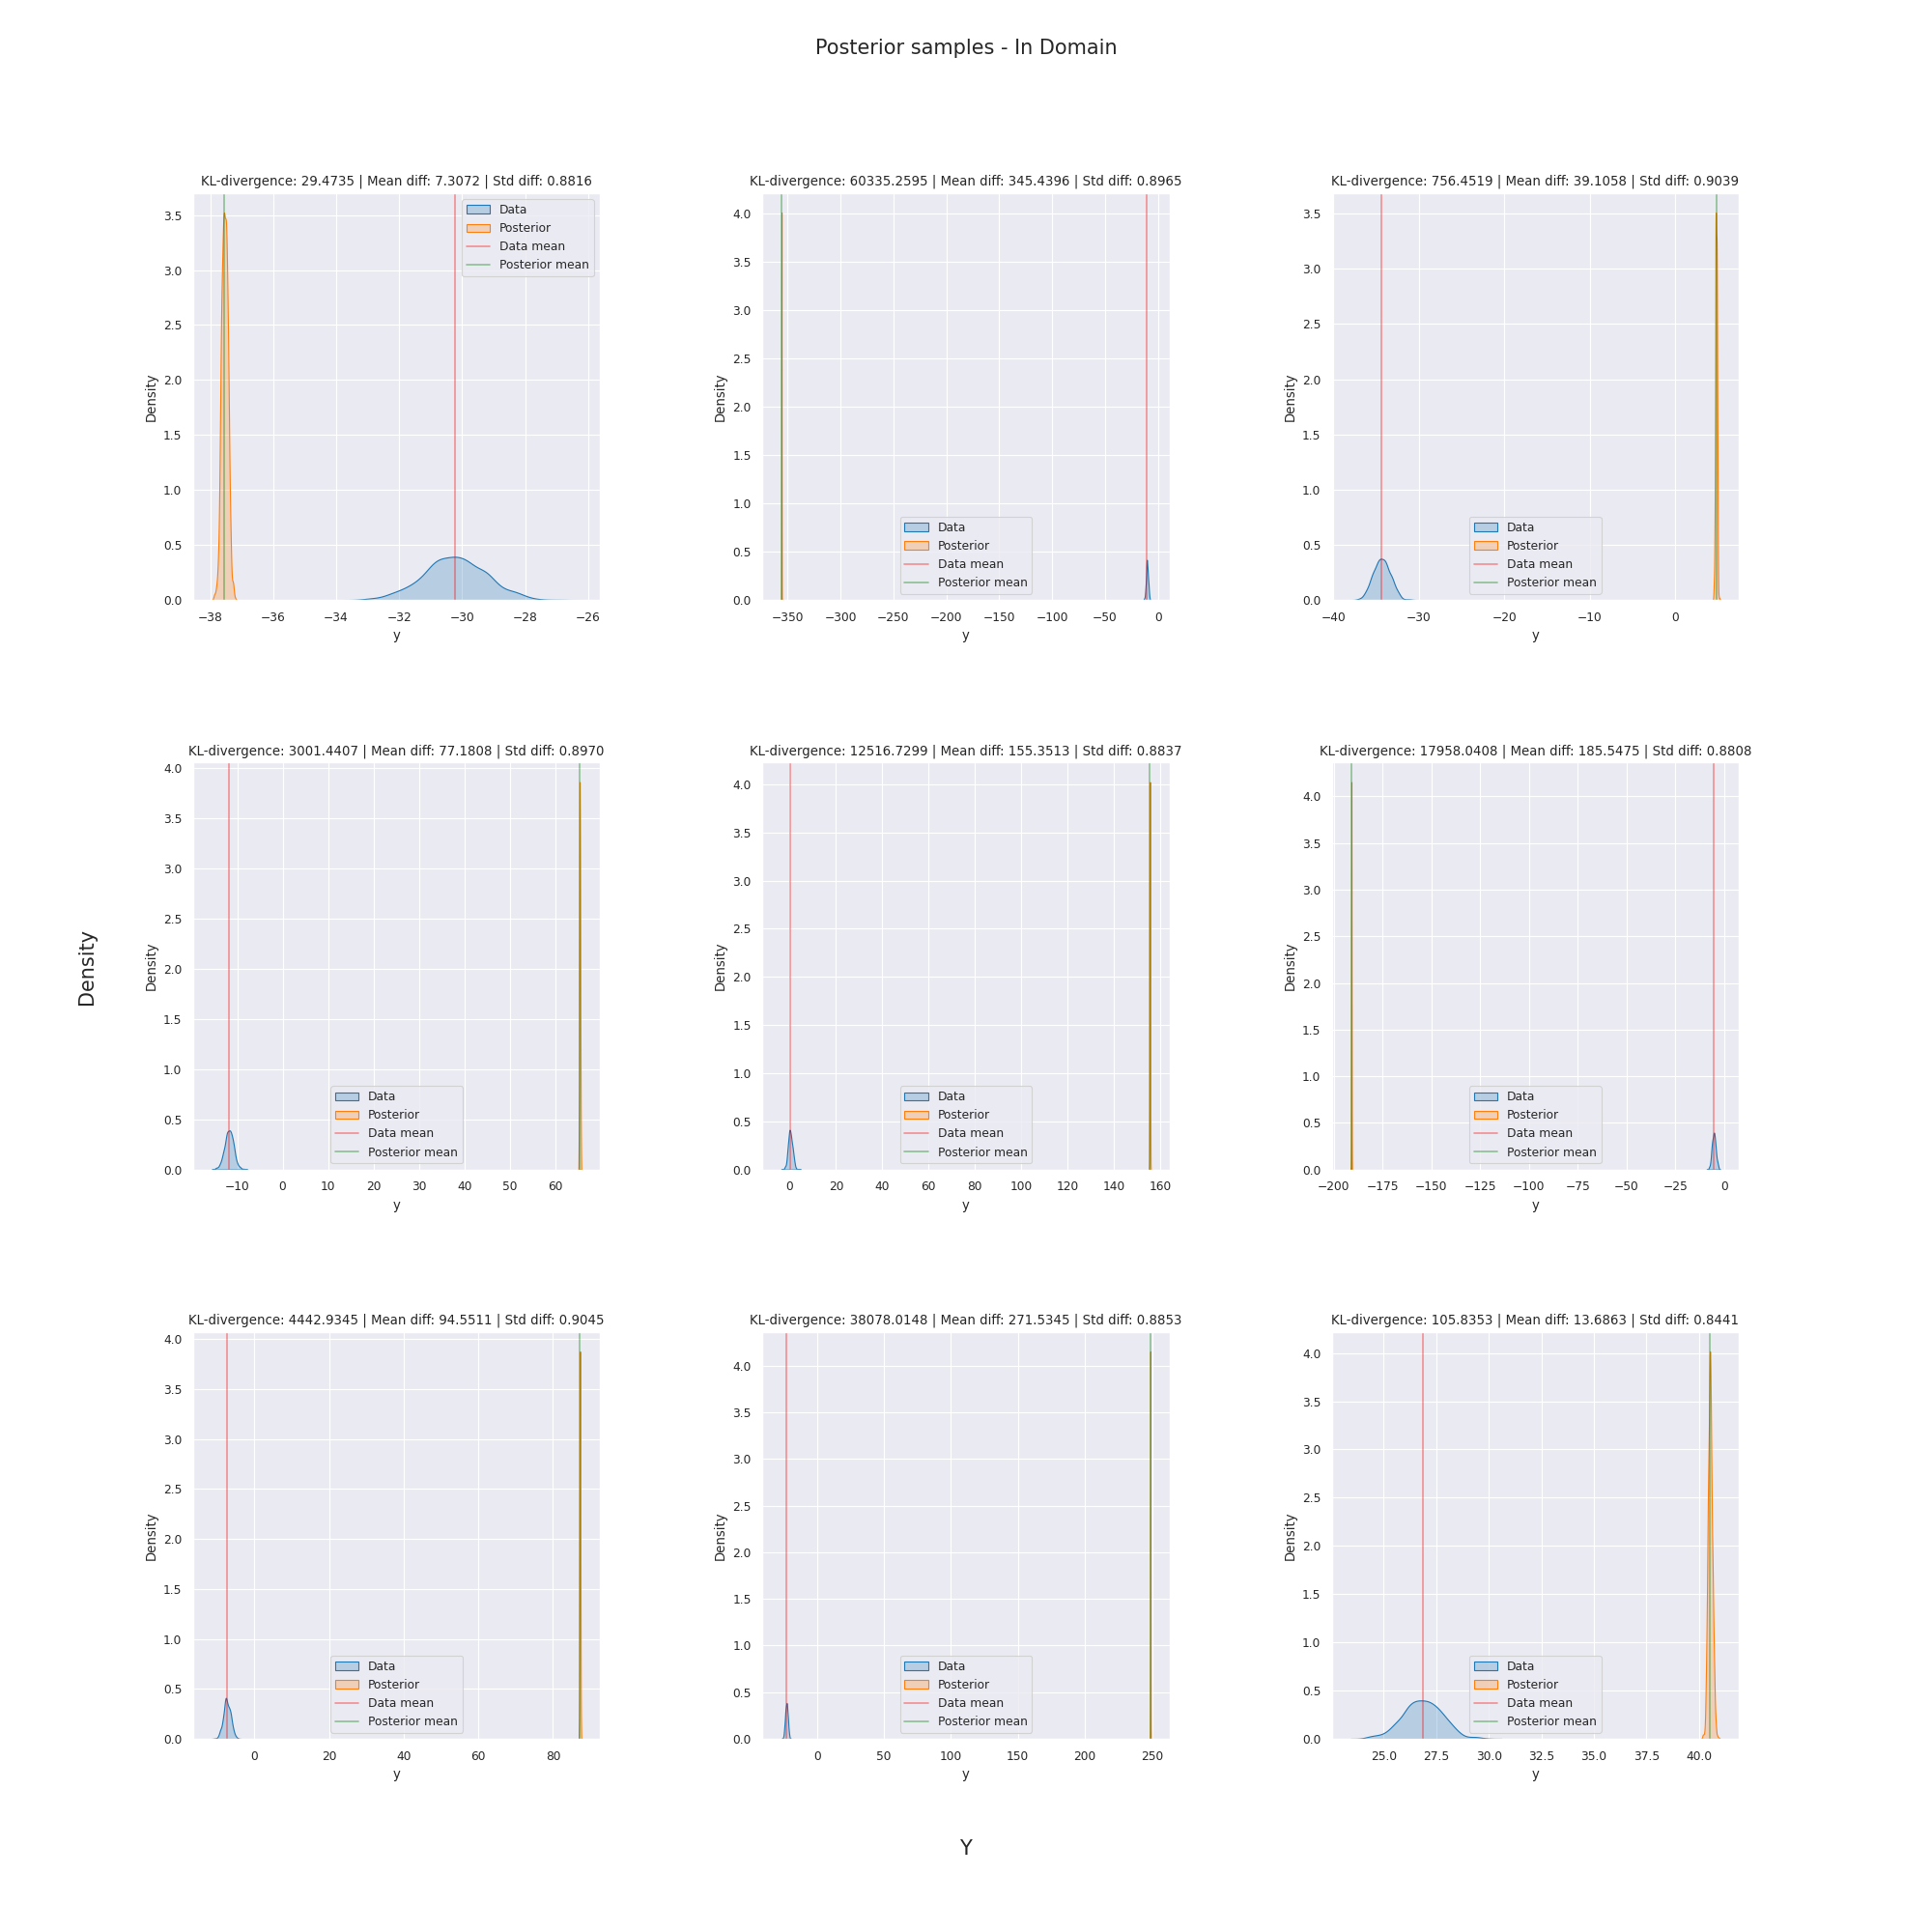 Posterior samples - In Domain
KL-divergence: 29.4735 | Mean diff: 7.3072 | Std diff: 0.8816
3.5
3.0
2.5
2.0
1.5
1.0
0.5
0.0
Density
Data
Posterior
Data mean
Posterior mean
−38 −36 −34 −32 −30 −28 −26
y
KL-divergence: 60335.2595 | Mean diff: 345.4396 | Std diff: 0.8965
4.0
3.5
3.0
2.5
2.0
1.5
1.0
0.5
0.0
Density
Data
Posterior
Data mean
Posterior mean
−350 −300 −250 −200 −150 −100 −50 0
y
KL-divergence: 756.4519 | Mean diff: 39.1058 | Std diff: 0.9039
3.5
3.0
2.5
2.0
1.5
1.0
0.5
0.0
Density
Data
Posterior
Data mean
Posterior mean
−40 −30 −20 −10 0
y
Density
KL-divergence: 3001.4407 | Mean diff: 77.1808 | Std diff: 0.8970
4.0
3.5
3.0
2.5
2.0
1.5
1.0
0.5
0.0
Density
Data
Posterior
Data mean
Posterior mean
−10 0 10 20 30 40 50 60
y
KL-divergence: 12516.7299 | Mean diff: 155.3513 | Std diff: 0.8837
4.0
3.5
3.0
2.5
2.0
1.5
1.0
0.5
0.0
Density
Data
Posterior
Data mean
Posterior mean
0 20 40 60 80 100 120 140 160
y
KL-divergence: 17958.0408 | Mean diff: 185.5475 | Std diff: 0.8808
4.0
3.5
3.0
2.5
2.0
1.5
1.0
0.5
0.0
Density
Data
Posterior
Data mean
Posterior mean
−200 −175 −150 −125 −100 −75 −50 −25 0
y
KL-divergence: 4442.9345 | Mean diff: 94.5511 | Std diff: 0.9045
4.0
3.5
3.0
2.5
2.0
1.5
1.0
0.5
0.0
Density
Data
Posterior
Data mean
Posterior mean
0 20 40 60 80
y
KL-divergence: 38078.0148 | Mean diff: 271.5345 | Std diff: 0.8853
4.0
3.5
3.0
2.5
2.0
1.5
1.0
0.5
0.0
Density
Data
Posterior
Data mean
Posterior mean
0 50 100 150 200 250
y
KL-divergence: 105.8353 | Mean diff: 13.6863 | Std diff: 0.8441
4.0
3.5
3.0
2.5
2.0
1.5
1.0
0.5
0.0
Density
Data
Posterior
Data mean
Posterior mean
25.0 27.5 30.0 32.5 35.0 37.5 40.0
y
Y